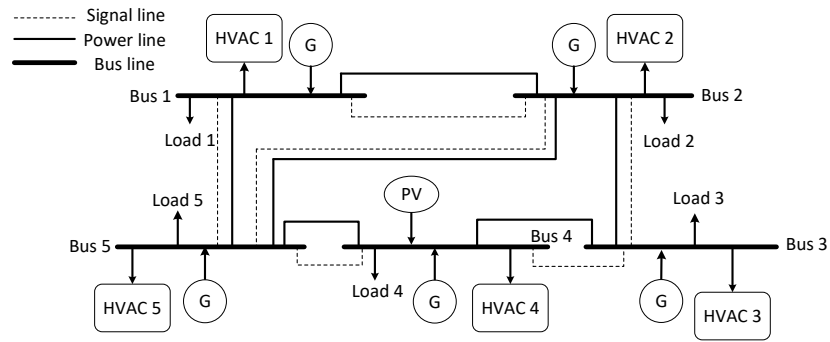 Signal line
Power line
Bus line
HVAC 1
G
G
HVAC 2
Bus 1
Bus 2
Load 1
Load 2
Load 5
PV
Load 3
Bus 5
Bus 4
Bus 3
Load 4
HVAC 5
G
G
HVAC 4
G
HVAC 3